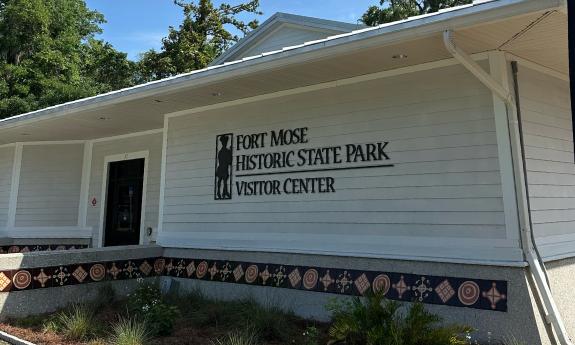 FORT MOSE
HISTORIC STATE PARK
VISITOR CENTER